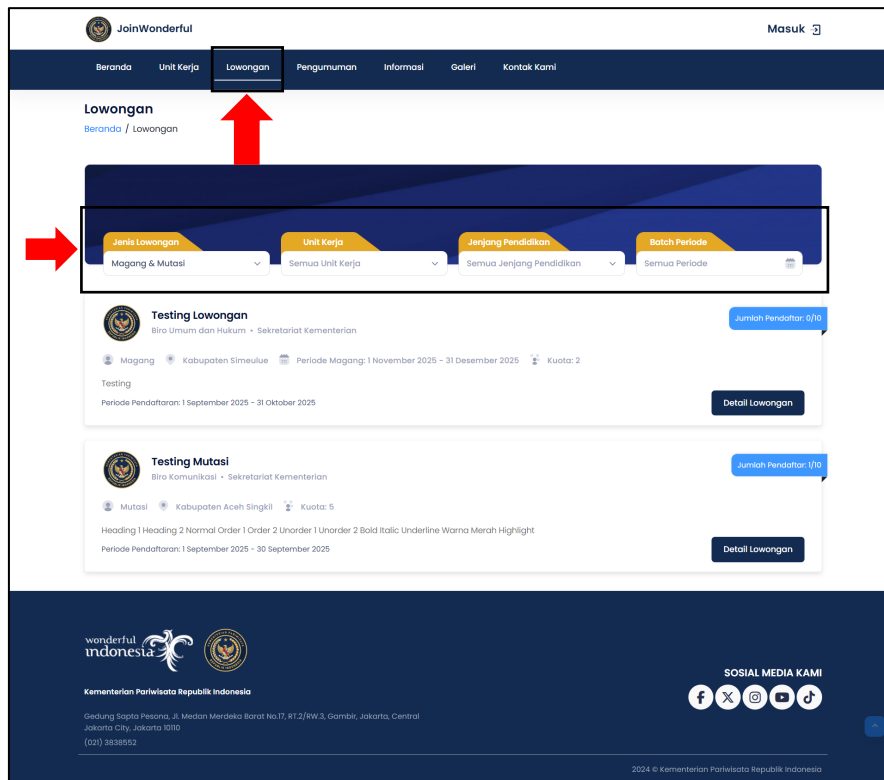 JoinWonderful
Masuk
Beranda Unit Kerja Lowongan Pengumuman Informasi Galeri Kontak Kami
Lowongan
Beranda / Lowongan
Jenis Lowongan Unit Kerja Jenjang Pendidikan Batch Periode
Magang & Mutasi Semua Unit Kerja Semua Jenjang Pendidikan Semua Periode
Testing Lowongan
Jumlah Pendaftar: 0/10
Biro Umum dan Hukum • Sekretariat Kementerian
Magang Kabupaten Simeulue Periode Magang: 1 November 2025 - 31 Desember 2025 Kuota: 2
Testing
Periode Pendaftaran: 1 September 2025 - 31 Oktober 2025
Detail Lowongan
Testing Mutasi
Jumlah Pendaftar: 1/10
Biro Komunikasi • Sekretariat Kementerian
Mutasi Kabupaten Aceh Singkil Kuota: 5
Heading 1 Heading 2 Normal Order 1 Order 2 Unorder 1 Unorder 2 Bold Italic Underline Warna Merah Highlight
Periode Pendaftaran: 1 September 2025 - 30 September 2025
Detail Lowongan
wonderful
indonesia
SOSIAL MEDIA KAMI
Kementerian Pariwisata Republik Indonesia
Gedung Sapta Pesona, Jl. Medan Merdeka Barat No.17, RT.2/RW.3, Gambir, Jakarta, Central
Jakarta City, Jakarta 10110
(021) 3838552
2024 © Kementerian Pariwisata Republik Indonesia